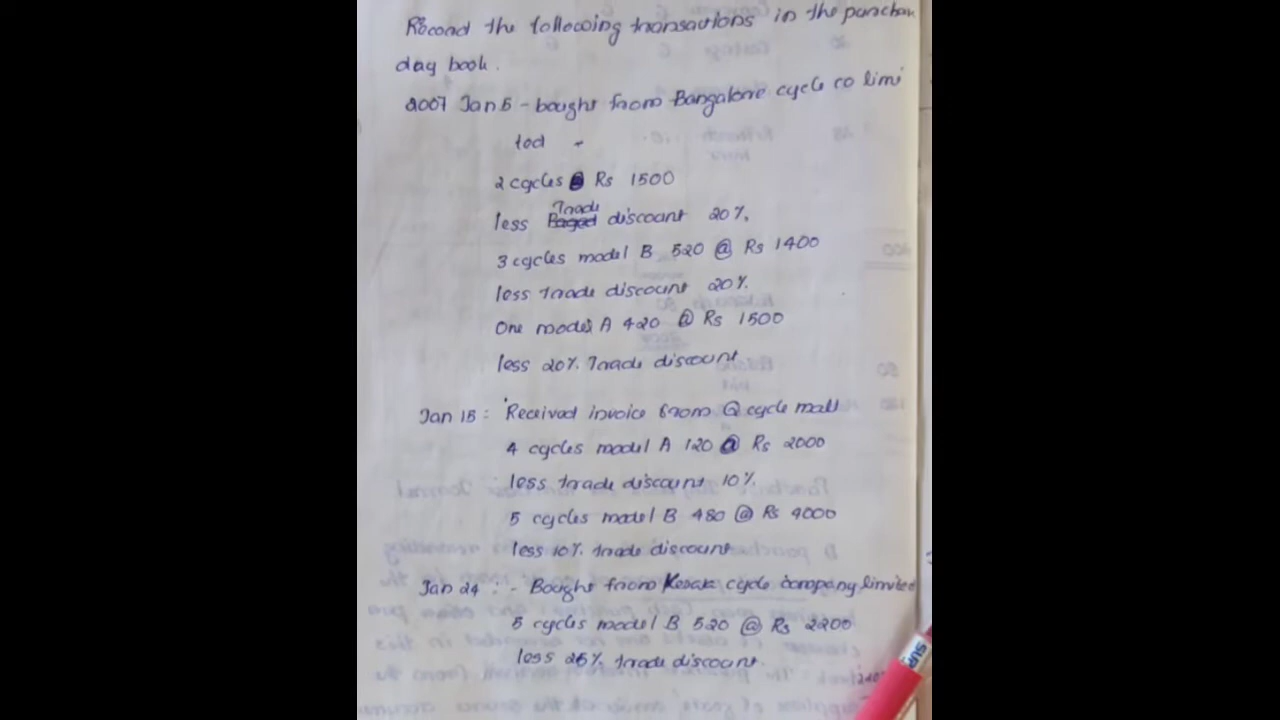 Record the following transactions in the purchase
day book.
2007 Jan 5 - bought from Bangalore cycle co limi
ted -
2 cycles @ Rs 1500
less Trade discount 20%.
3 cycles model B 520 @ Rs 1400
less trade discount 20%.
One model A 420 @ Rs 1500
less 20% Trade discount
Jan 15 : Received invoice from Q cycle mall
4 cycles model A 120 @ Rs 2000
less trade discount 10%.
5 cycles model B 480 @ Rs 4000
less 10% trade discount
Jan 24 : - Bought from cycle company limited
5 cycles model B 520 @ Rs 2200
less 25% trade discount.